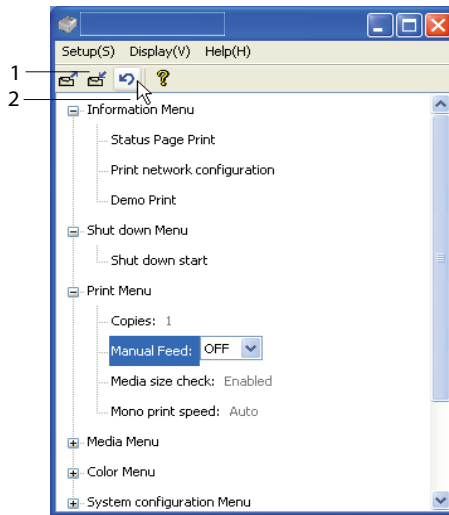 Setup(S) Display(V) Help(H)
1
2
Information Menu
Status Page Print
Print network configuration
Demo Print
Shut down Menu
Shut down start
Print Menu
Copies: 1
Manual Feed: OFF
Media size check: Enabled
Mono print speed: Auto
Media Menu
Color Menu
System configuration Menu